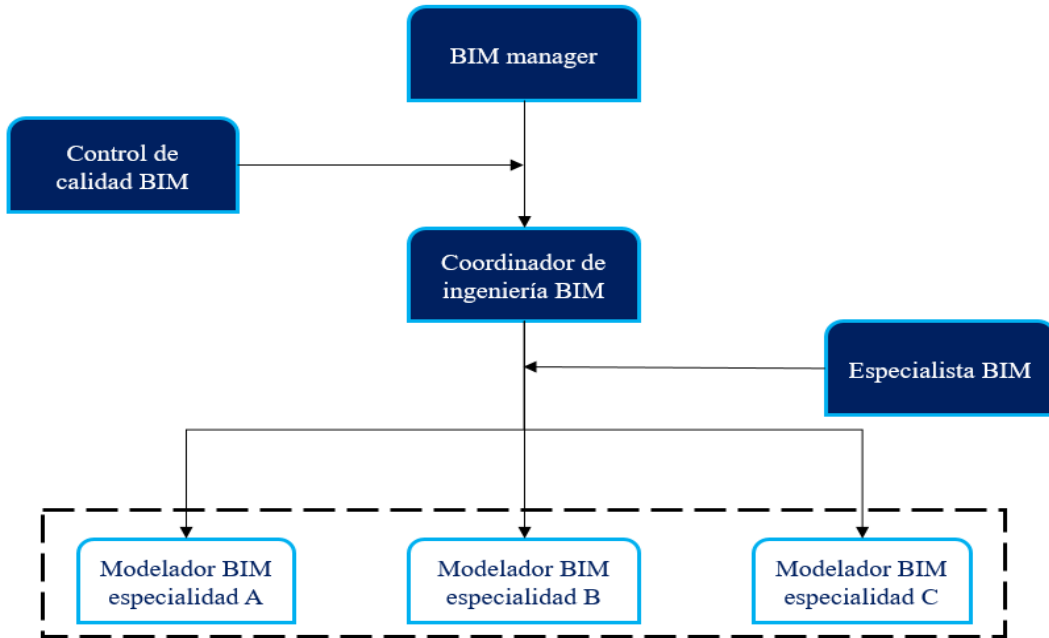 BIM manager
Control de
calidad BIM
Coordinador de
ingeniería BIM
Especialista BIM
Modelador BIM
especialidad A
Modelador BIM
especialidad B
Modelador BIM
especialidad C